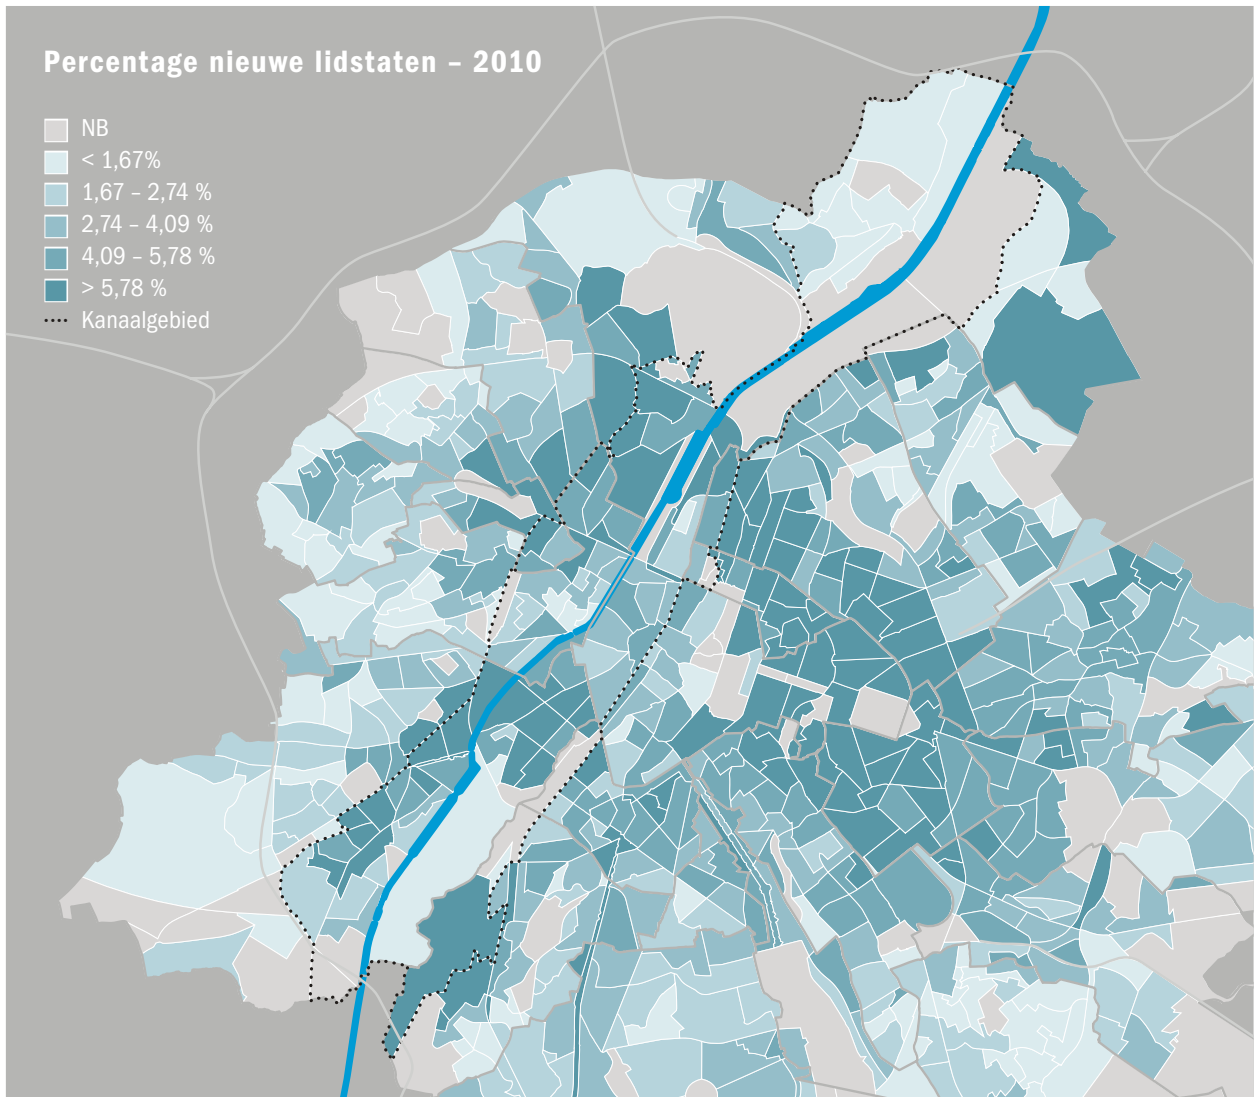 Percentage nieuwe lidstaten – 2010
NB
< 1,67%
1,67 – 2,74 %
2,74 – 4,09 %
4,09 – 5,78 %
> 5,78 %
Kanaalgebied